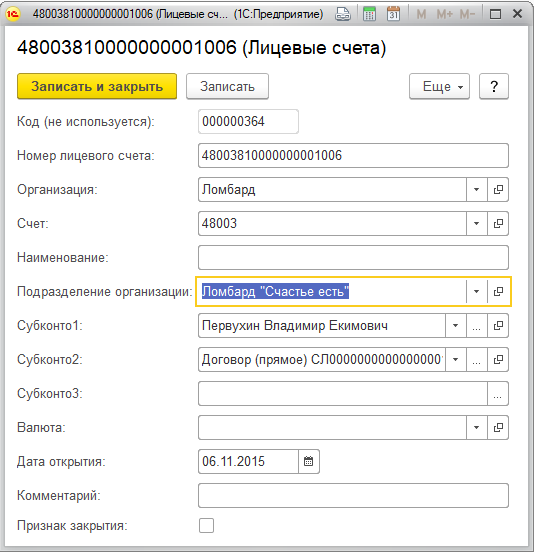 48003810000000001006 (Лицевые сч... (1С:Предприятие) M M+ M-
48003810000000001006 (Лицевые счета)
Записать и закрыть Записать Еще ?
Код (не используется): 000000364
Номер лицевого счета: 48003810000000001006
Организация: Ломбард
Счет: 48003
Наименование:
Подразделение организации: Ломбард "Счастье есть"
Субконто1: Первухин Владимир Екимович ...
Субконто2: Договор (прямое) СЛ0000000000000000 ...
Субконто3: ...
Валюта:
Дата открытия: 06.11.2015
Комментарий:
Признак закрытия: